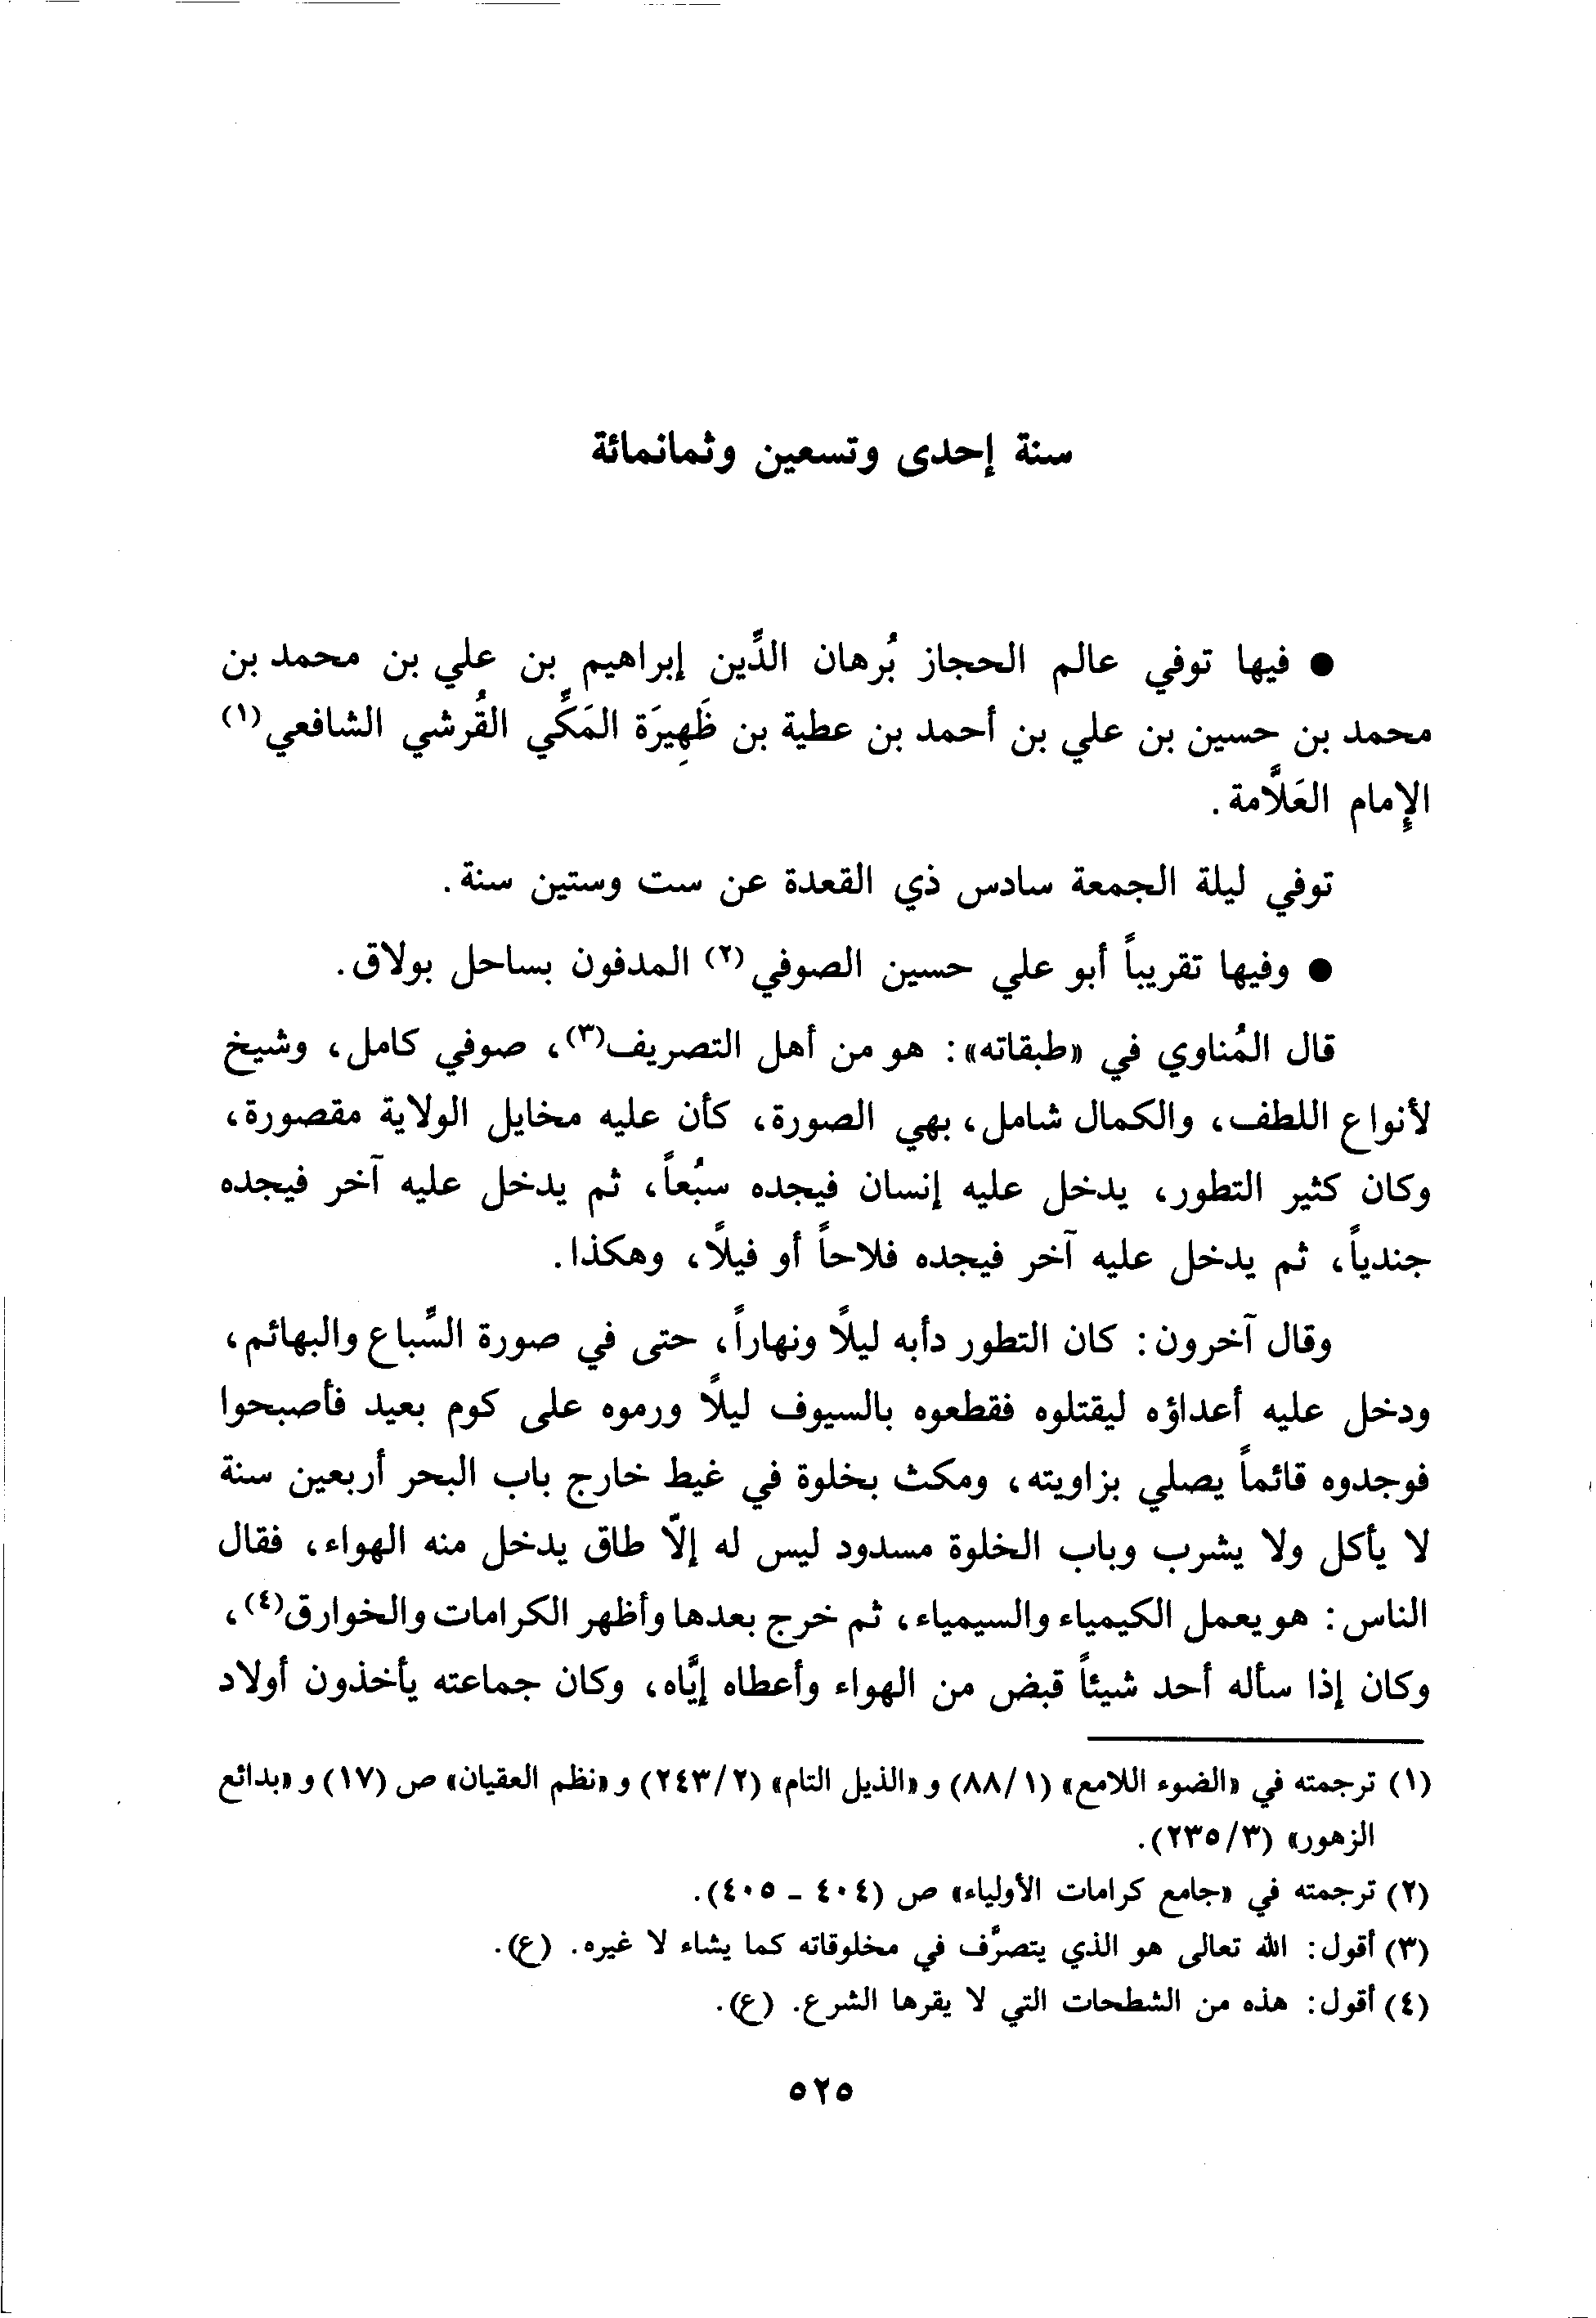 سنة إحدى وتسعين وثمانمائة
● فيها توفي عالم الحجاز بُرهان الدِّين إبراهيم بن علي بن محمد بن
محمد بن حسين بن علي بن أحمد بن عطية بن ظَهِيرَة المَكِّي القُرشي الشافعي(١)
الإِمام العَلَّامة.
توفي ليلة الجمعة سادس ذي القعدة عن ست وستين سنة.
● وفيها تقريباً أبو علي حسين الصوفي(٢) المدفون بساحل بولاق.
قال المُناوي في «طبقاته»: هو من أهل التصريف(٣)، صوفي كامل، وشيخ
لأنواع اللطف، والكمال شامل، بهي الصورة، كأن عليه مخايل الولاية مقصورة،
وكان كثير التطور، يدخل عليه إنسان فيجده سبُعاً، ثم يدخل عليه آخر فيجده
جندياً، ثم يدخل عليه آخر فيجده فلاحاً أو فيلاً، وهكذا.
وقال آخرون: كان التطور دأبه ليلاً ونهاراً، حتى في صورة السِّباع والبهائم،
ودخل عليه أعداؤه ليقتلوه فقطعوه بالسيوف ليلاً ورموه على كوم بعيد فأصبحوا
فوجدوه قائماً يصلي بزاويته، ومكث بخلوة في غيط خارج باب البحر أربعين سنة
لا يأكل ولا يشرب وباب الخلوة مسدود ليس له إلّا طاق يدخل منه الهواء، فقال
الناس: هو يعمل الكيمياء والسيمياء، ثم خرج بعدها وأظهر الكرامات والخوارق(٤)،
وكان إذا سأله أحد شيئاً قبض من الهواء وأعطاه إيَّاه، وكان جماعته يأخذون أولاد
(١) ترجمته في «الضوء اللامع» (٨٨/١) و«الذيل التام» (٢٤٣/٢) و«نظم العقيان» ص (١٧) و«بدائع
الزهور» (٢٣٥/٣).
(٢) ترجمته في «جامع كرامات الأولياء» ص (٤٠٤ - ٤٠٥).
(٣) أقول: الله تعالى هو الذي يتصرَّف في مخلوقاته كما يشاء لا غيره. (ع).
(٤) أقول: هذه من الشطحات التي لا يقرها الشرع. (ع).
٥٢٥